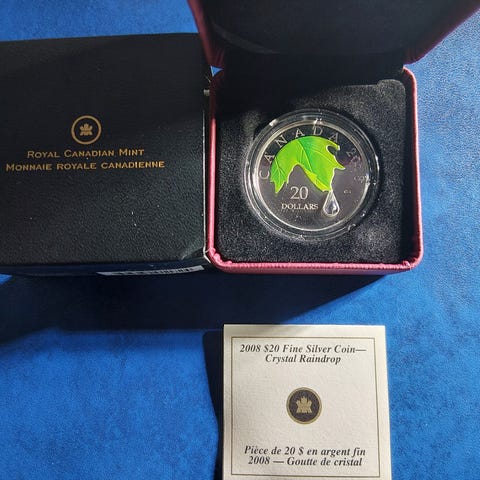 ROYAL CANADIAN MINT
MONNAIE ROYALE CANADIENNE
CANADA
20
DOLLARS
2008 $20 Fine Silver Coin—
Crystal Raindrop
Pièce de 20 $ en argent fin
2008 — Goutte de cristal